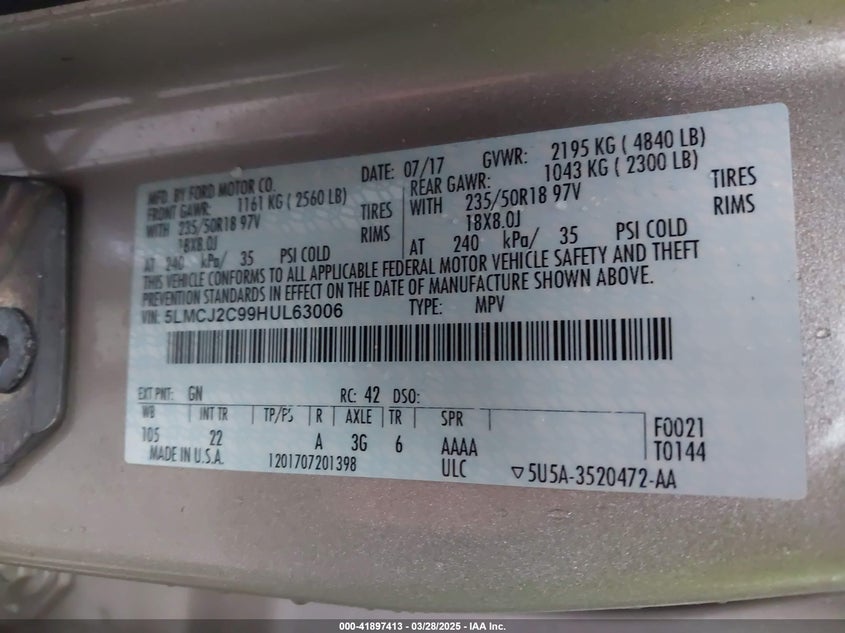 MFD. BY FORD MOTOR CO.
DATE: 07/17 GVWR: 2195 KG ( 4840 LB)
FRONT GAWR: 1161 KG ( 2560 LB)
REAR GAWR: 1043 KG ( 2300 LB)
WITH 235/50R18 97V TIRES
WITH 235/50R18 97V TIRES
18X8.0J RIMS
18X8.0J RIMS
AT 240 kPa/ 35 PSI COLD
AT 240 kPa/ 35 PSI COLD
THIS VEHICLE CONFORMS TO ALL APPLICABLE FEDERAL MOTOR VEHICLE SAFETY AND THEFT
PREVENTION STANDARDS IN EFFECT ON THE DATE OF MANUFACTURE SHOWN ABOVE.
VIN: 5LMCJ2C99HUL63006 TYPE: MPV
EXT PNT: GN RC: 42 DSO:
WB INT TR TP/PS R AXLE TR SPR
105 22 A 3G 6 AAAA
F0021
T0144
MADE IN U.S.A. 1201707201398 ULC ▽5U5A-3520472-AA
000-41897413 - 03/28/2025 - IAA Inc.